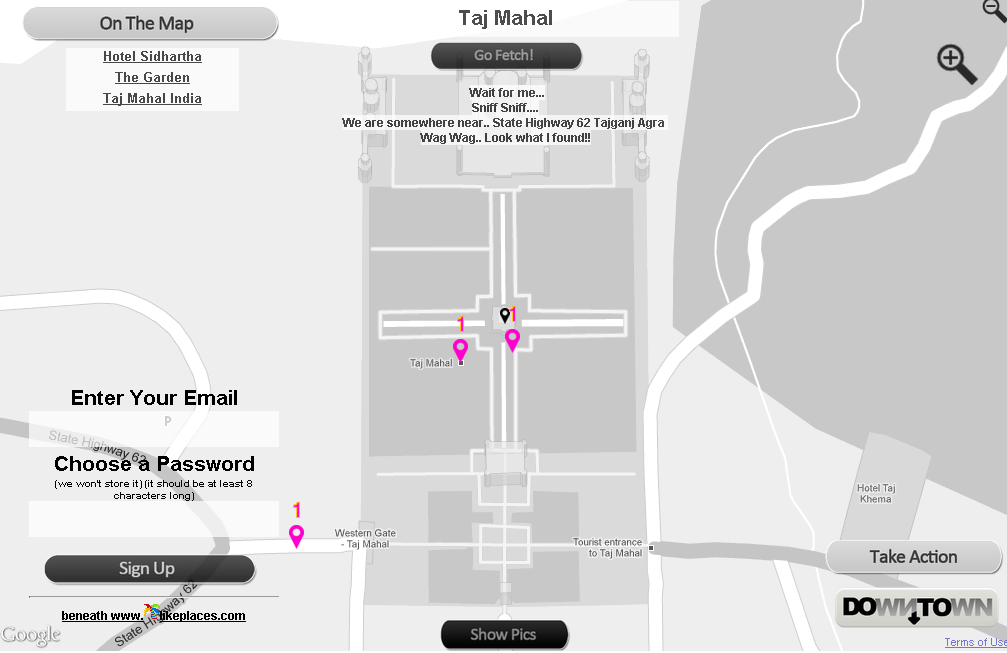 On The Map
Hotel Sidhartha
The Garden
Taj Mahal India
Taj Mahal
Go Fetch!
Wait for me...
Sniff Sniff....
We are somewhere near.. State Highway 62 Tajganj Agra
Wag Wag.. Look what I found!!
1
1
Taj Mahal
Enter Your Email
P
State Highway 62
Choose a Password
(we won't store it)(it should be at least 8
characters long)
1
Western Gate
- Taj Mahal
Tourist entrance
to Taj Mahal
Hotel Taj
Khema
Sign Up
Take Action
State Highway 62
beneath www.ilikeplaces.com
DOWNTOWN
Google
Show Pics
Terms of Use